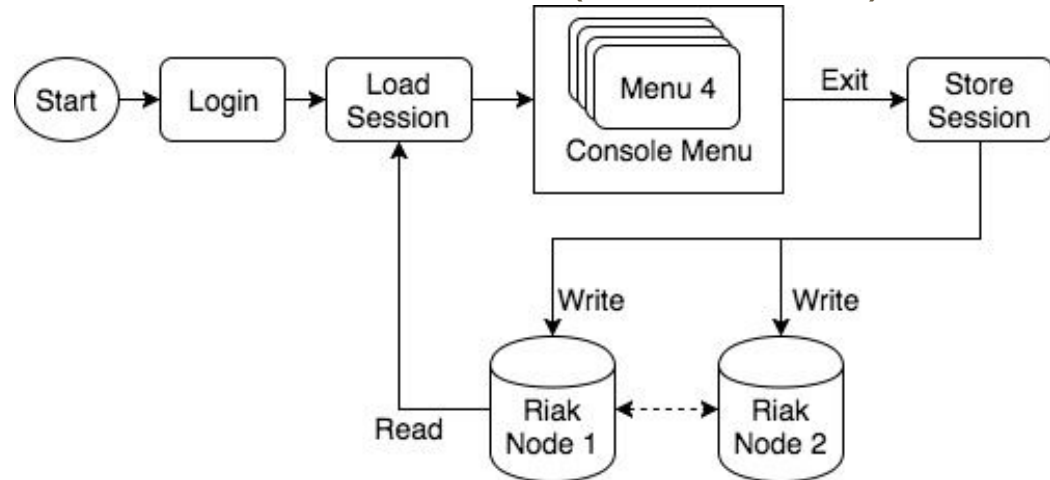 Start
Login
Load
Session
Menu 4
Console Menu
Exit
Store
Session
Write
Write
Read
Riak
Node 1
Riak
Node 2